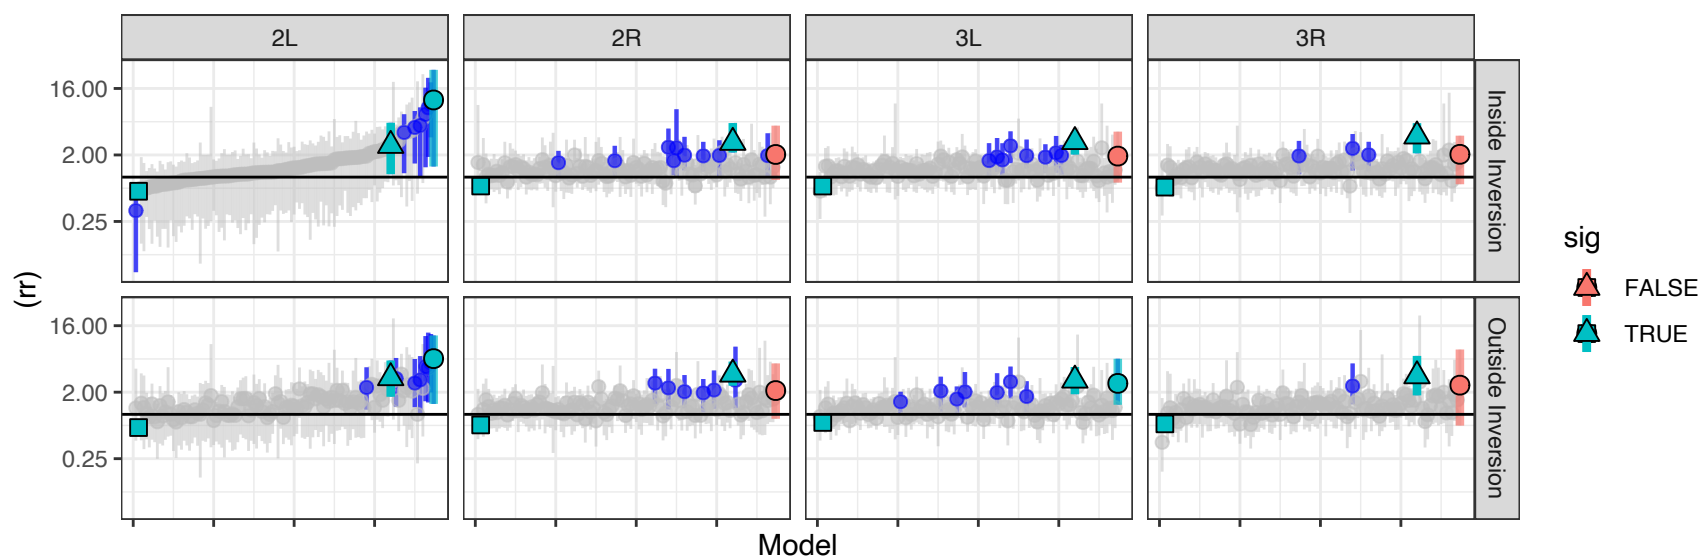 2L 2R 3L 3R
16.00
2.00
0.25
Inside Inversion
(rr)
16.00
2.00
0.25
Outside Inversion
Model
sig
FALSE
TRUE